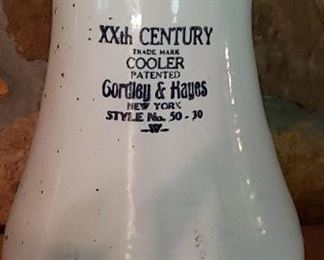 XXth CENTURY
TRADE MARK
COOLER
PATENTED
Cordley & Hayes
NEW YORK
STYLE No. 50 - 30
-W-